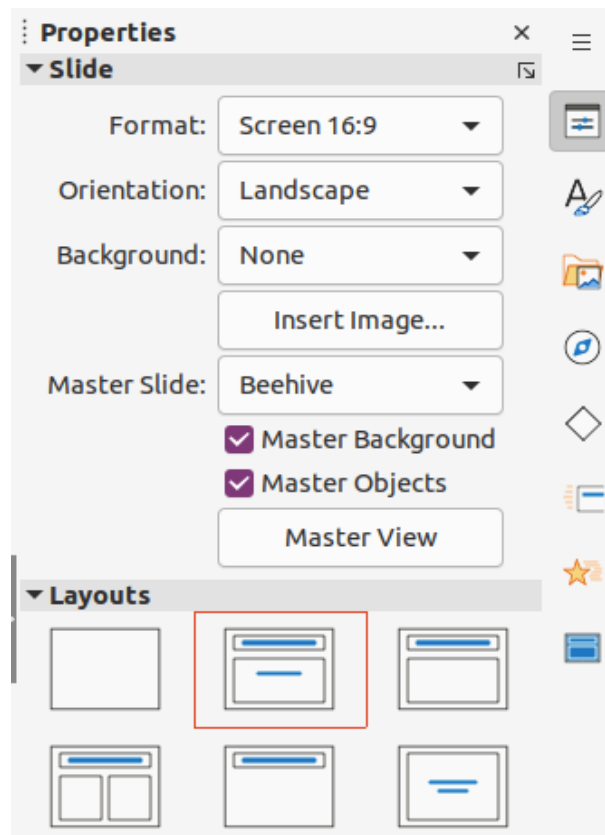 Properties
Slide
Format: Screen 16:9
Orientation: Landscape
Background: None
Insert Image...
Master Slide: Beehive
Master Background
Master Objects
Master View
Layouts